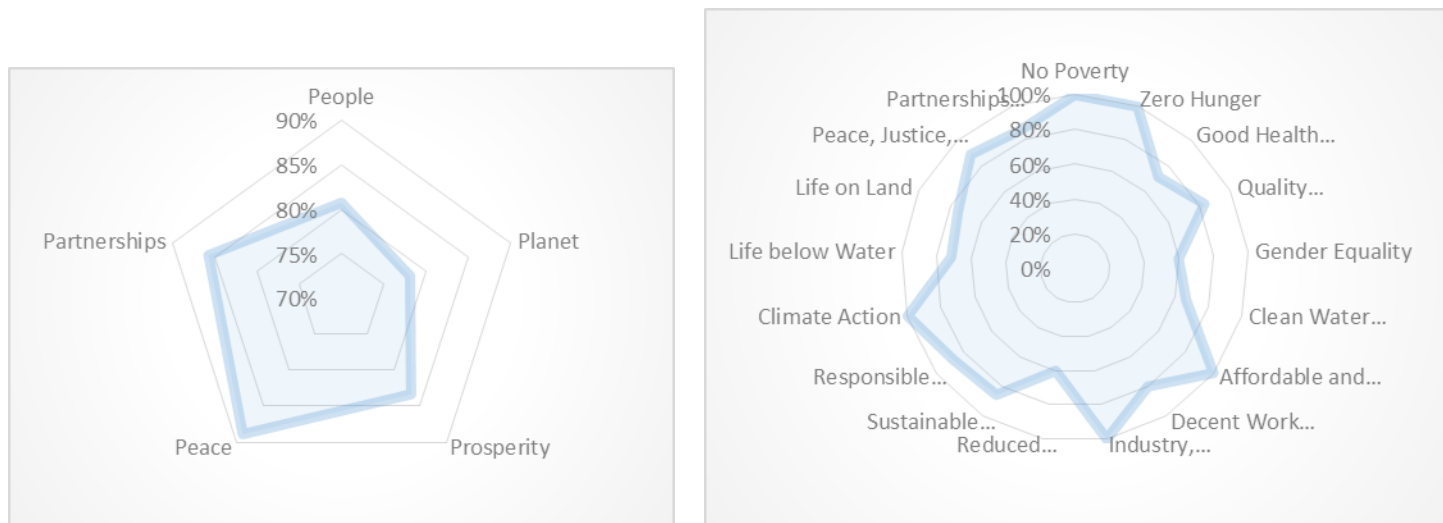 People
90%
85%
80%
75%
70%
Partnerships
Planet
Peace
Prosperity
No Poverty
100%
Partnerships...
Zero Hunger
80%
Peace, Justice,...
Good Health...
60%
Life on Land
40%
Quality...
20%
Life below Water
Gender Equality
0%
Climate Action
Clean Water...
Responsible...
Affordable and...
Sustainable...
Decent Work...
Reduced...
Industry,...